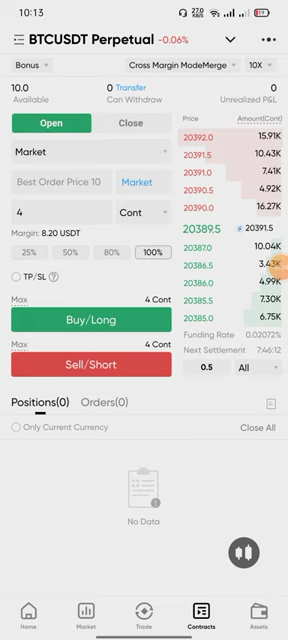 10:13
27.0 KB/S
BTCUSDT Perpetual -0.06%
Bonus Cross Margin ModeMerge 10X
10.0 0 Transfer 0
Available Can Withdraw Unrealized P&L
Open Close Price Amount(Cont)
20392.0 15.91K
Market 20391.5 10.43K
20391.0 7.41K
Best Order Price 10 Market 20390.5 4.92K
4 Cont 20390.0 16.27K
Margin: 8.20 USDT 20389.5 20391.5
25% 50% 80% 100% 20387.0 10.04K
20386.5 3.43K
TP/SL ? 20386.0 4.99K
Max 4 Cont 20385.5 7.30K
Buy/Long 20385.0 6.75K
Funding Rate 0.02072%
Max 4 Cont Next Settlement 7:46:12
Sell/Short 0.5 All
Positions(0) Orders(0)
Only Current Currency Close All
No Data
Home Market Trade Contracts Assets